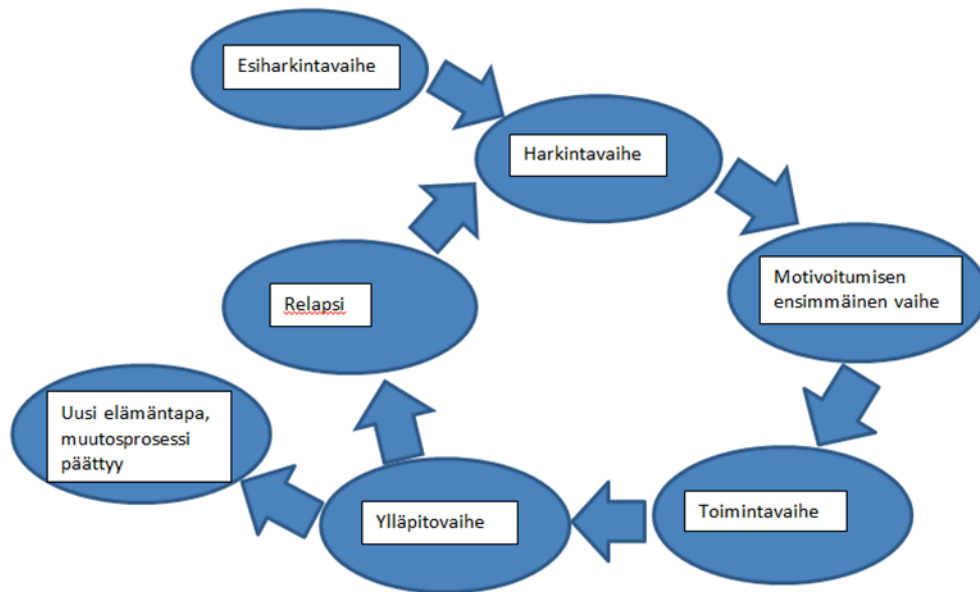 Esiharkintavaihe
Harkintavaihe
Motivoitumisen
ensimmäinen vaihe
Relapsi
Uusi elämäntapa,
muutosprosessi
päättyy
Ylläpitovaihe
Toimintavaihe